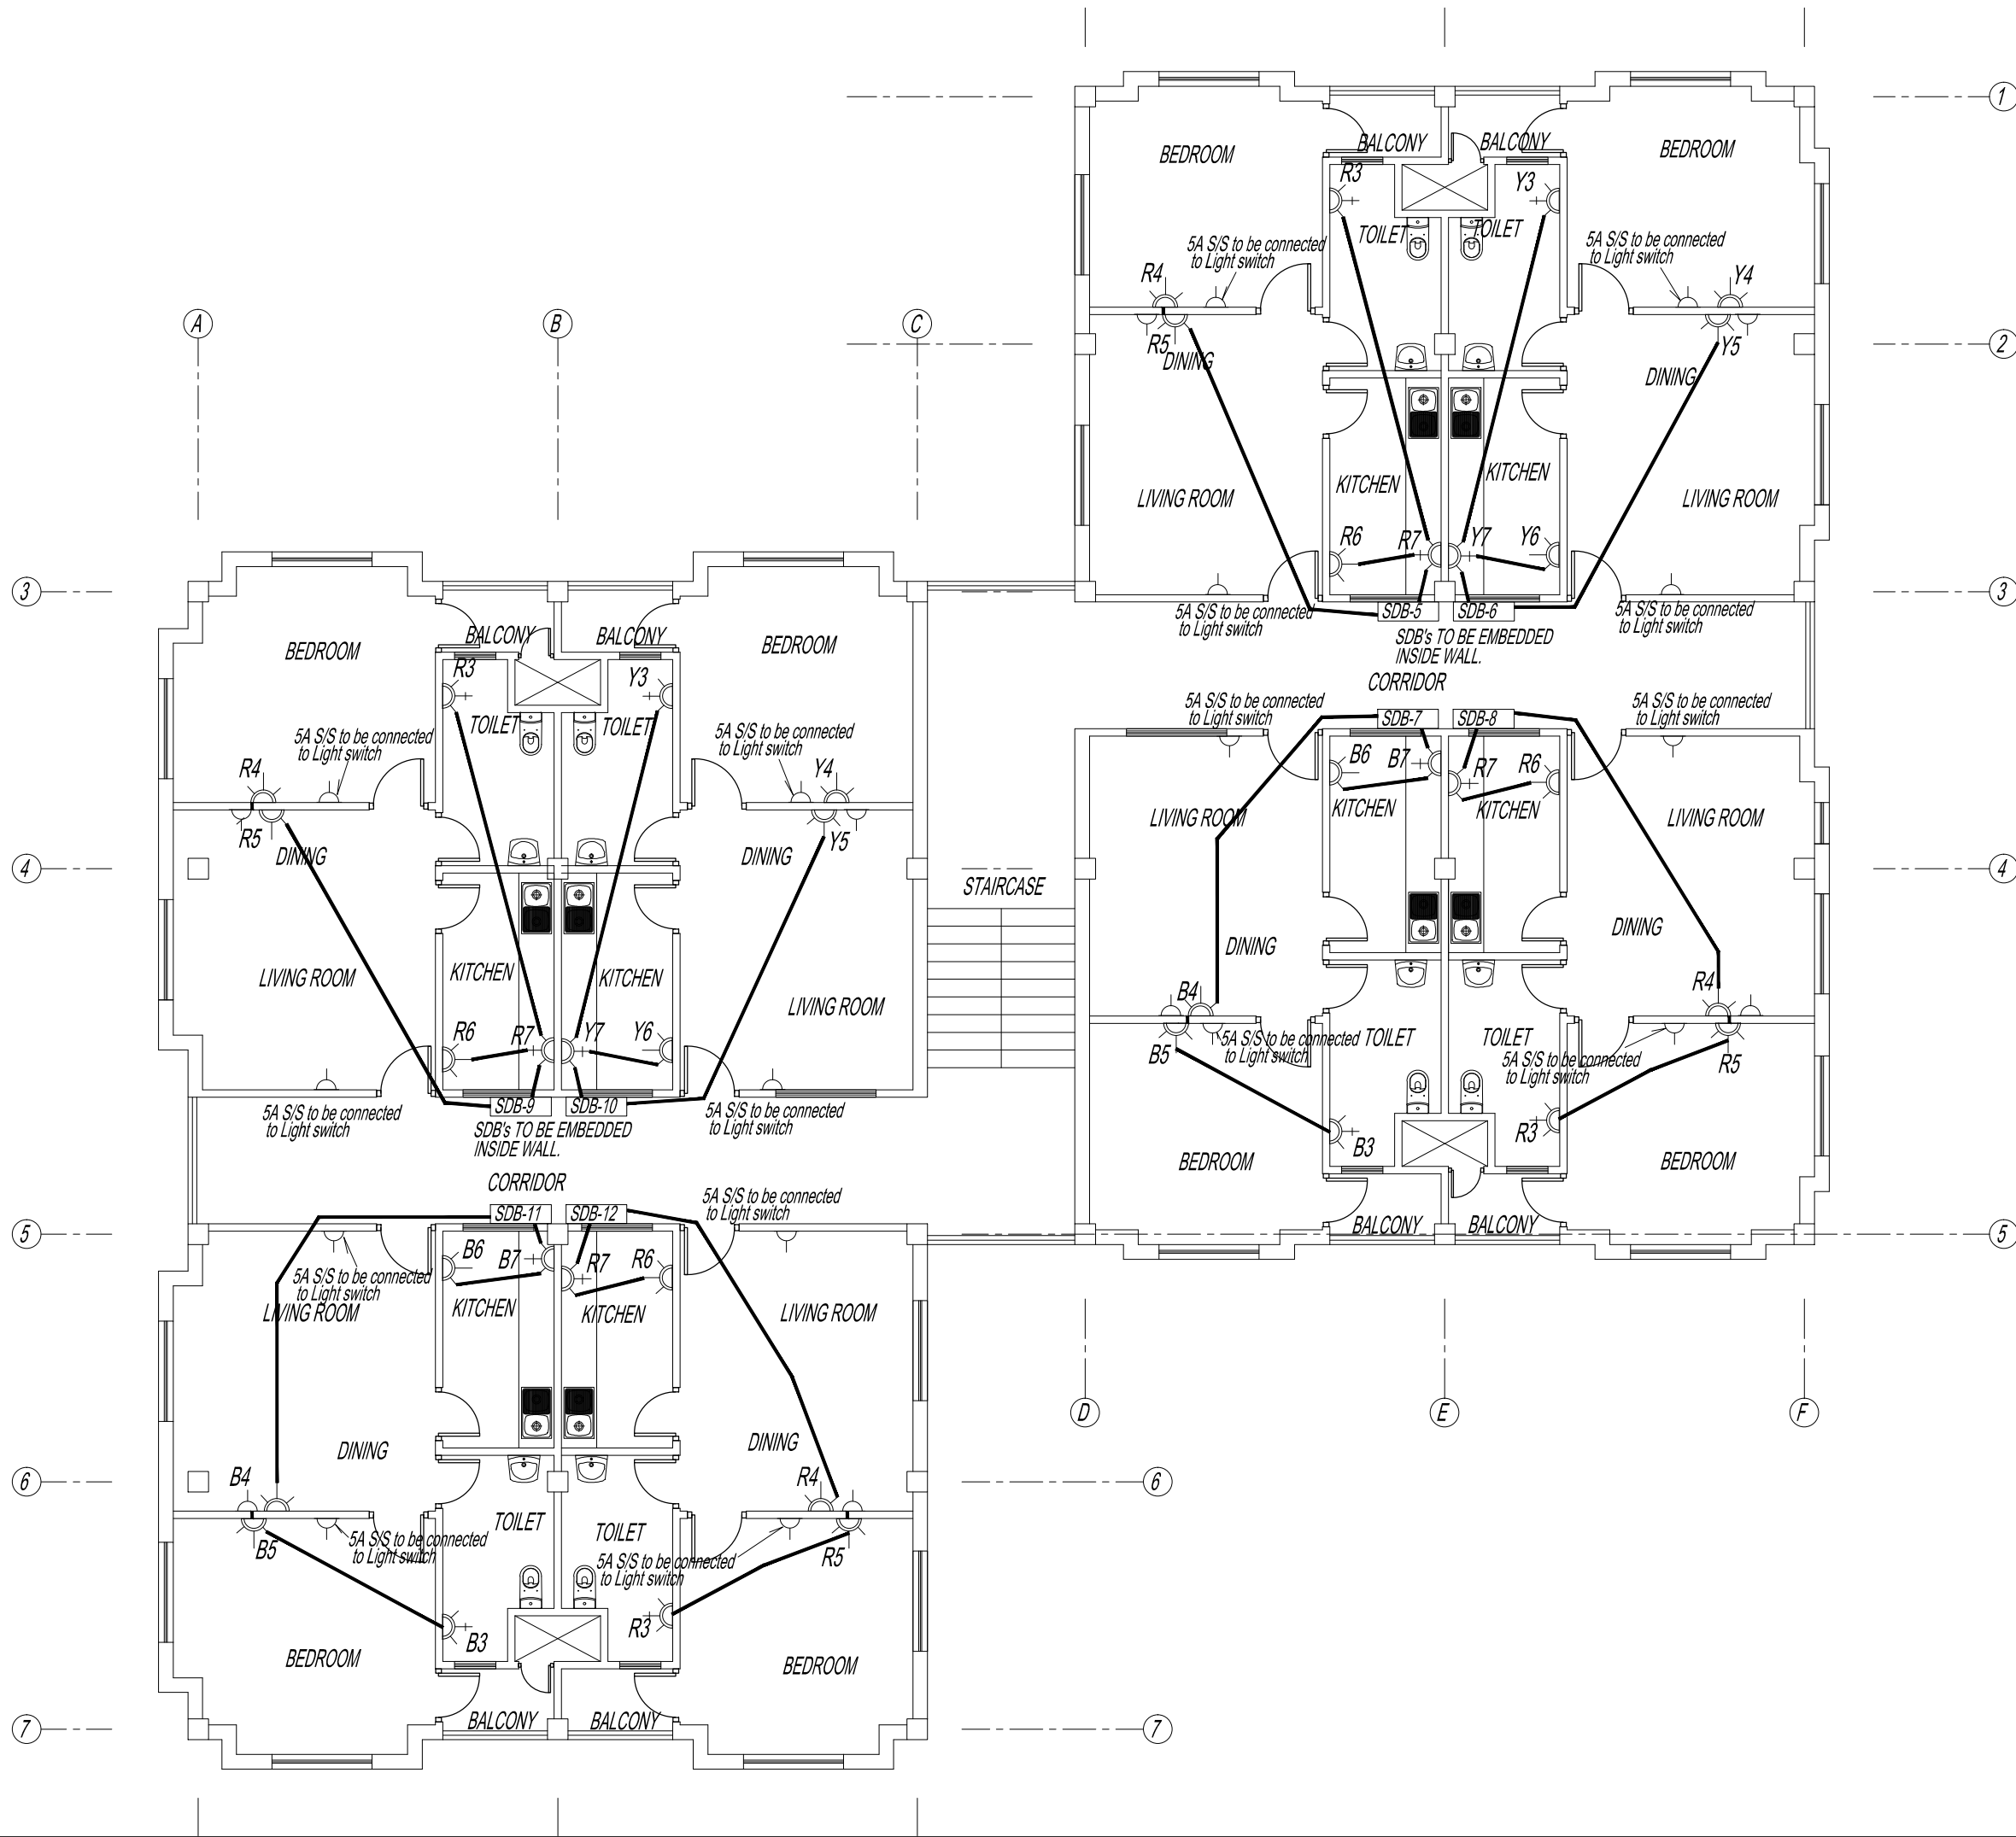 1
BEDROOM
BALCONY
BALCONY
BEDROOM
R3
Y3
TOILET
TOILET
5A S/S to be connected
to Light switch
5A S/S to be connected
to Light switch
R4
Y4
R5
Y5
A
B
C
2
DINING
DINING
KITCHEN
KITCHEN
LIVING ROOM
LIVING ROOM
R6
R7
Y7
Y6
3
3
5A S/S to be connected
to Light switch
SDB-5
SDB-6
5A S/S to be connected
to Light switch
SDB's TO BE EMBEDDED
INSIDE WALL.
CORRIDOR
BEDROOM
BALCONY
BALCONY
BEDROOM
R3
Y3
TOILET
TOILET
5A S/S to be connected
to Light switch
5A S/S to be connected
to Light switch
R4
Y4
R5
Y5
5A S/S to be connected
to Light switch
SDB-7
SDB-8
5A S/S to be connected
to Light switch
B6
B7
R7
R6
LIVING ROOM
KITCHEN
KITCHEN
LIVING ROOM
4
DINING
DINING
STAIRCASE
4
DINING
DINING
LIVING ROOM
KITCHEN
KITCHEN
LIVING ROOM
B4
R4
R6
R7
Y7
Y6
B5
5A S/S to be connected
to Light switch
TOILET
TOILET
5A S/S to be connected
to Light switch
R5
5A S/S to be connected
to Light switch
SDB-9
SDB-10
5A S/S to be connected
to Light switch
SDB's TO BE EMBEDDED
INSIDE WALL.
B3
R3
BEDROOM
BEDROOM
CORRIDOR
5A S/S to be connected
to Light switch
SDB-11
SDB-12
BALCONY
BALCONY
5
5
B6
B7
R7
R6
5A S/S to be connected
to Light switch
LIVING ROOM
KITCHEN
KITCHEN
LIVING ROOM
D
E
F
DINING
DINING
6
B4
R4
6
B5
5A S/S to be connected
to Light switch
TOILET
TOILET
5A S/S to be connected
to Light switch
R5
B3
R3
BEDROOM
BEDROOM
BALCONY
BALCONY
7
7